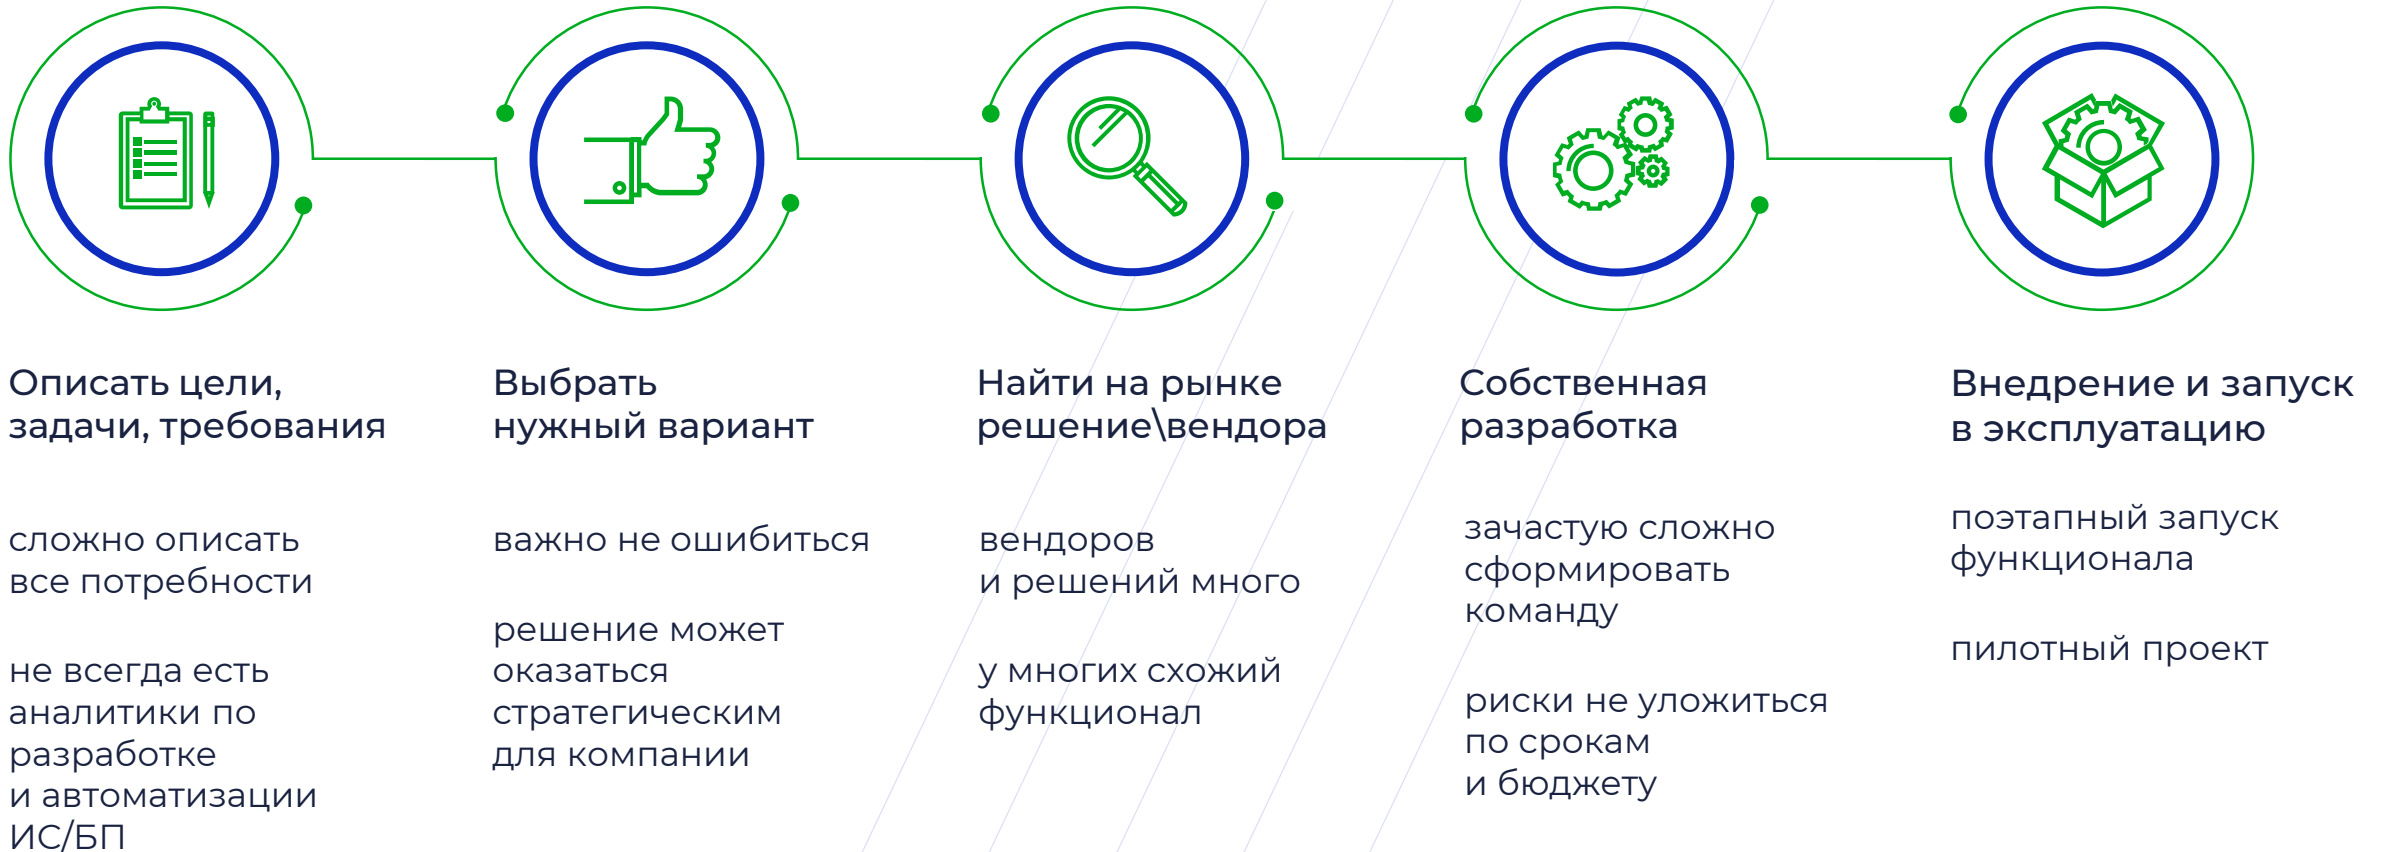 Описать цели,
задачи, требования
сложно описать
все потребности
не всегда есть
аналитики по
разработке
и автоматизации
ИС/БП
Выбрать
нужный вариант
важно не ошибиться
решение может
оказаться
стратегическим
для компании
Найти на рынке
решение\вендора
вендоров
и решений много
у многих схожий
функционал
Собственная
разработка
зачастую сложно
сформировать
команду
риски не уложиться
по срокам
и бюджету
Внедрение и запуск
в эксплуатацию
поэтапный запуск
функционала
пилотный проект